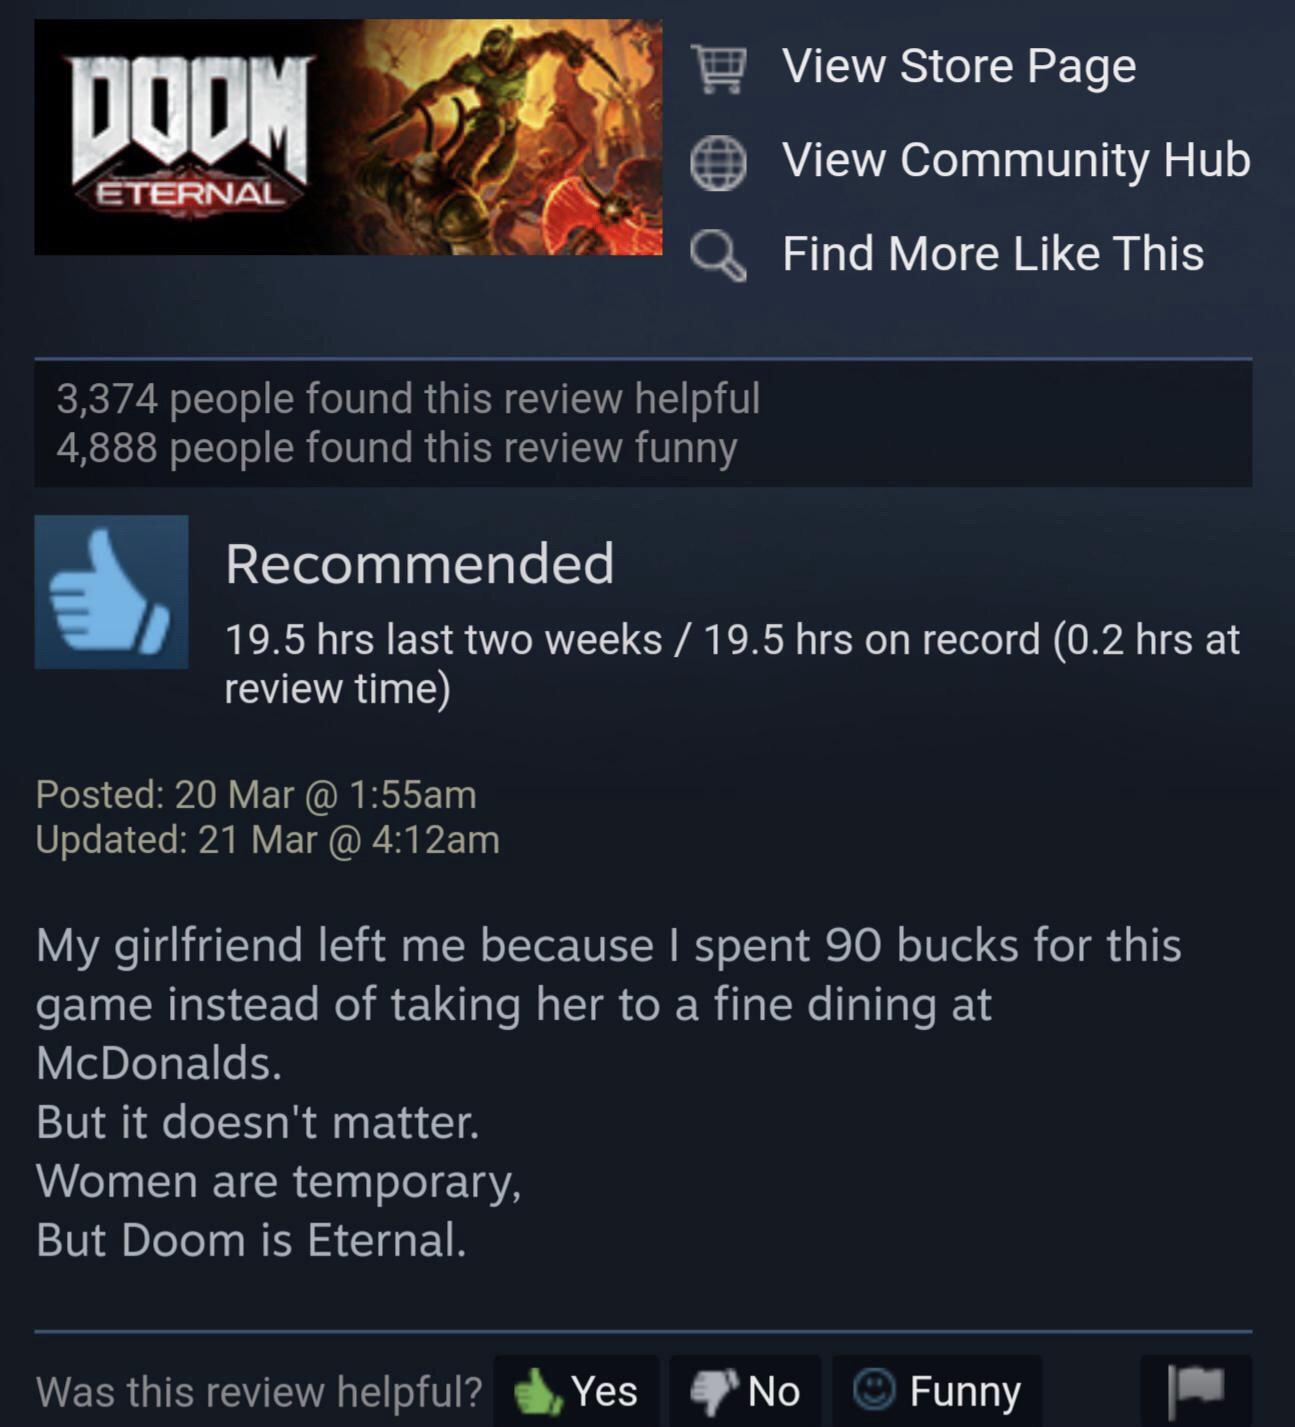 DOOM
ETERNAL
View Store Page
View Community Hub
Find More Like This
3,374 people found this review helpful
4,888 people found this review funny
Recommended
19.5 hrs last two weeks / 19.5 hrs on record (0.2 hrs at
review time)
Posted: 20 Mar @ 1:55am
Updated: 21 Mar @ 4:12am
My girlfriend left me because I spent 90 bucks for this
game instead of taking her to a fine dining at
McDonalds.
But it doesn't matter.
Women are temporary,
But Doom is Eternal.
Was this review helpful? Yes No Funny